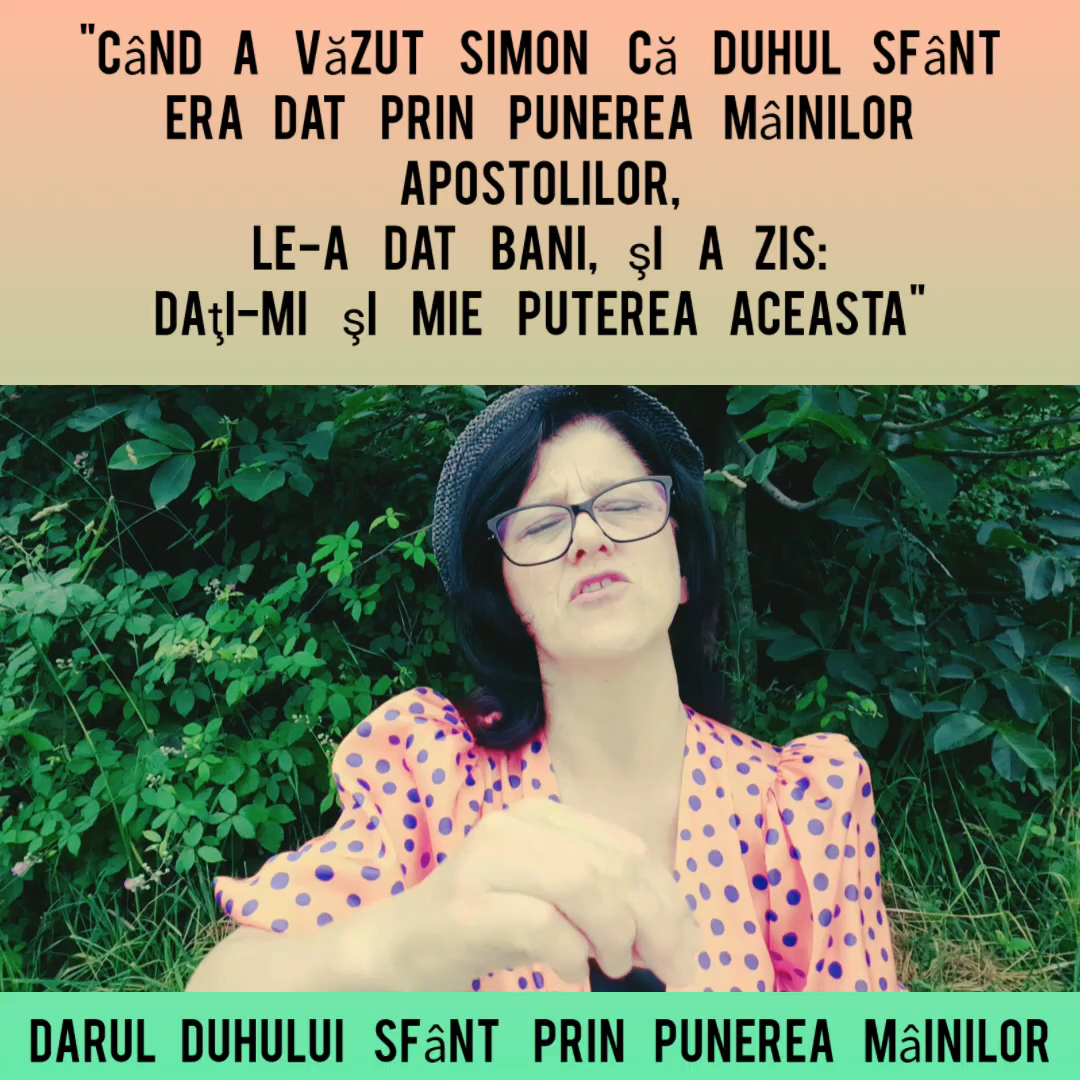 "CâND A VăZUT SIMON Că DUHUL SFâNT
ERA DAT PRIN PUNEREA MâINILOR
APOSTOLILOR,
LE-A DAT BANI, şI A ZIS:
DAţI-MI şI MIE PUTEREA ACEASTA"
DARUL DUHULUI SFâNT PRIN PUNEREA MâINILOR